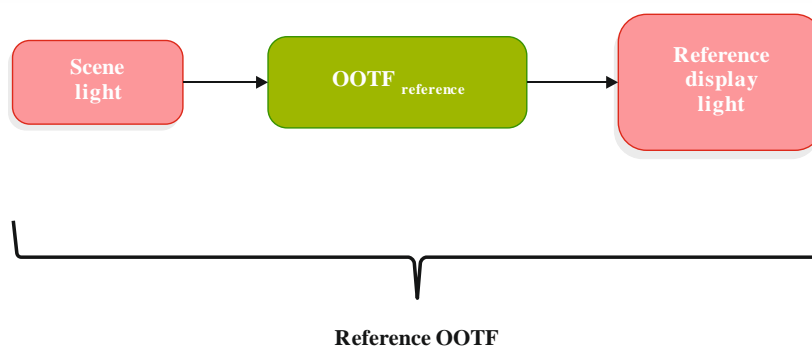 Scene
light
OOTF reference
Reference
display
light
Reference OOTF